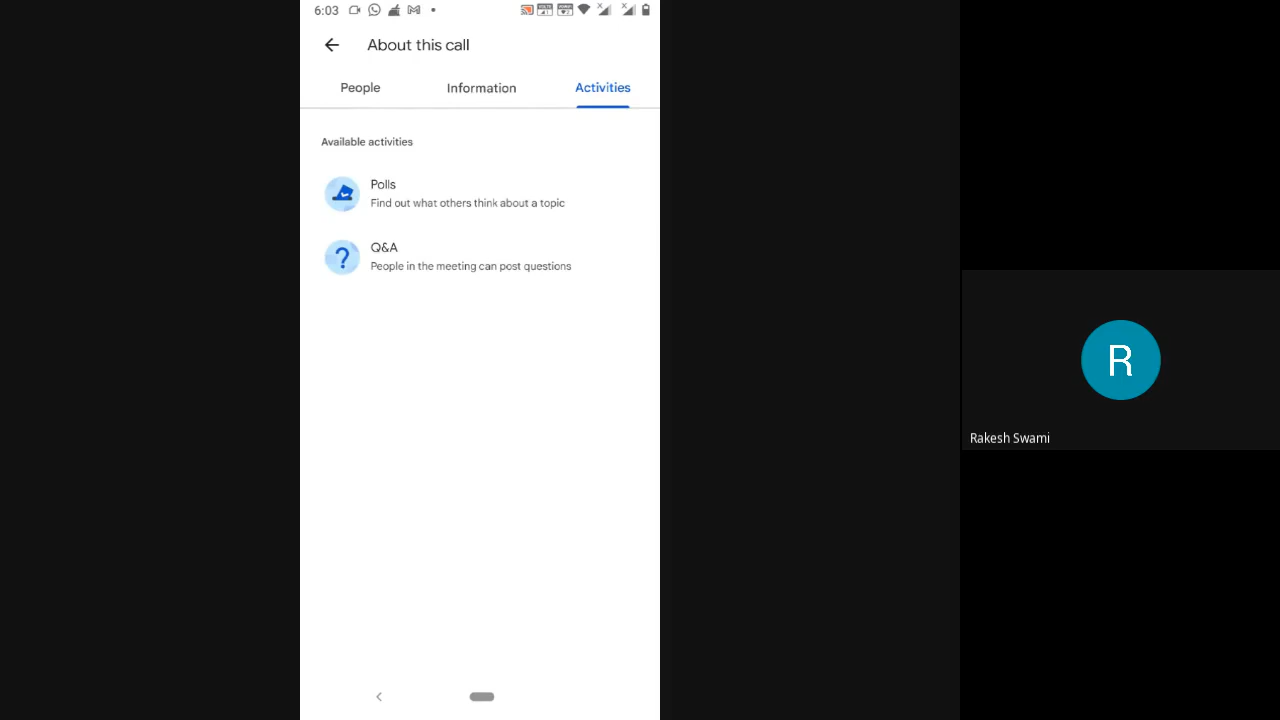 6:03
About this call
People
Information
Activities
Available activities
Polls
Find out what others think about a topic
Q&A
People in the meeting can post questions
R
Rakesh Swami